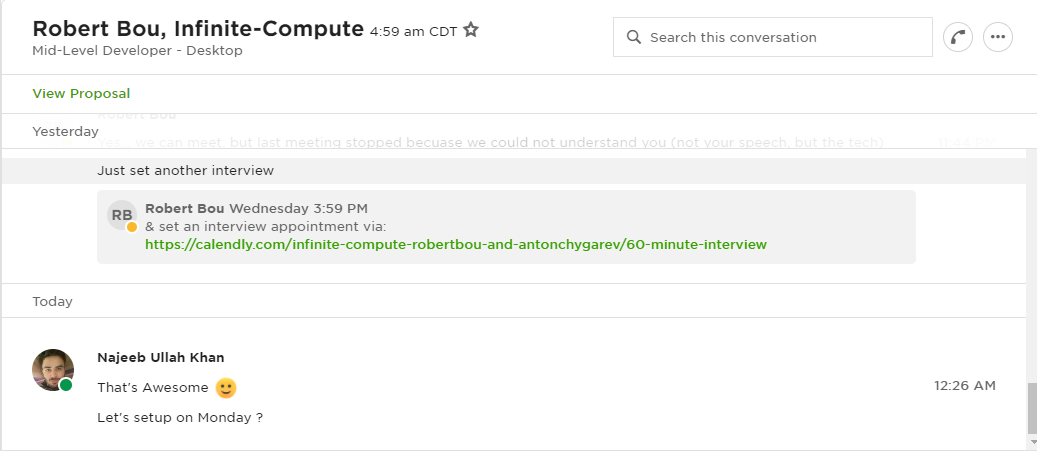 Robert Bou, Infinite-Compute 4:59 am CDT
Mid-Level Developer - Desktop
Search this conversation
View Proposal
Robert Bou
Yesterday
Yes.. we can meet, but last meeting stopped becuase we could not understand you (not your speech, but the tech)
Just set another interview
RB
Robert Bou Wednesday 3:59 PM
& set an interview appointment via:
https://calendly.com/infinite-compute-robertbou-and-antonchygarev/60-minute-interview
Today
Najeeb Ullah Khan
That's Awesome
12:26 AM
Let's setup on Monday ?